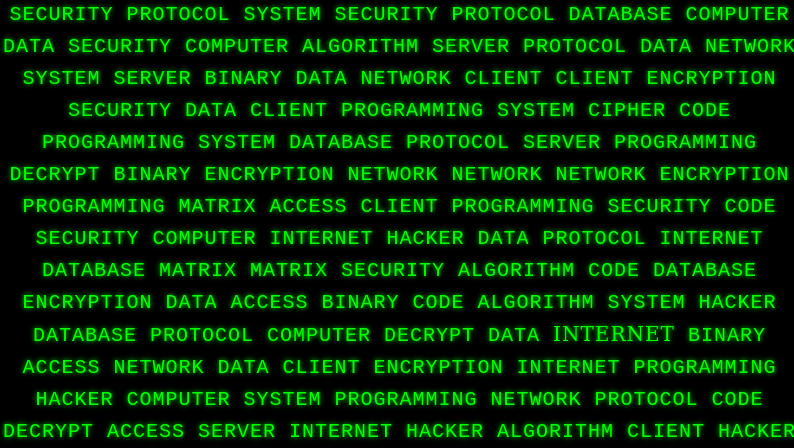 SECURITY PROTOCOL SYSTEM SECURITY PROTOCOL DATABASE COMPUTER
DATA SECURITY COMPUTER ALGORITHM SERVER PROTOCOL DATA NETWORK
SYSTEM SERVER BINARY DATA NETWORK CLIENT CLIENT ENCRYPTION
SECURITY DATA CLIENT PROGRAMMING SYSTEM CIPHER CODE
PROGRAMMING SYSTEM DATABASE PROTOCOL SERVER PROGRAMMING
DECRYPT BINARY ENCRYPTION NETWORK NETWORK NETWORK ENCRYPTION
PROGRAMMING MATRIX ACCESS CLIENT PROGRAMMING SECURITY CODE
SECURITY COMPUTER INTERNET HACKER DATA PROTOCOL INTERNET
DATABASE MATRIX MATRIX SECURITY ALGORITHM CODE DATABASE
ENCRYPTION DATA ACCESS BINARY CODE ALGORITHM SYSTEM HACKER
DATABASE PROTOCOL COMPUTER DECRYPT DATA INTERNET BINARY
ACCESS NETWORK DATA CLIENT ENCRYPTION INTERNET PROGRAMMING
HACKER COMPUTER SYSTEM PROGRAMMING NETWORK PROTOCOL CODE
DECRYPT ACCESS SERVER INTERNET HACKER ALGORITHM CLIENT HACKER